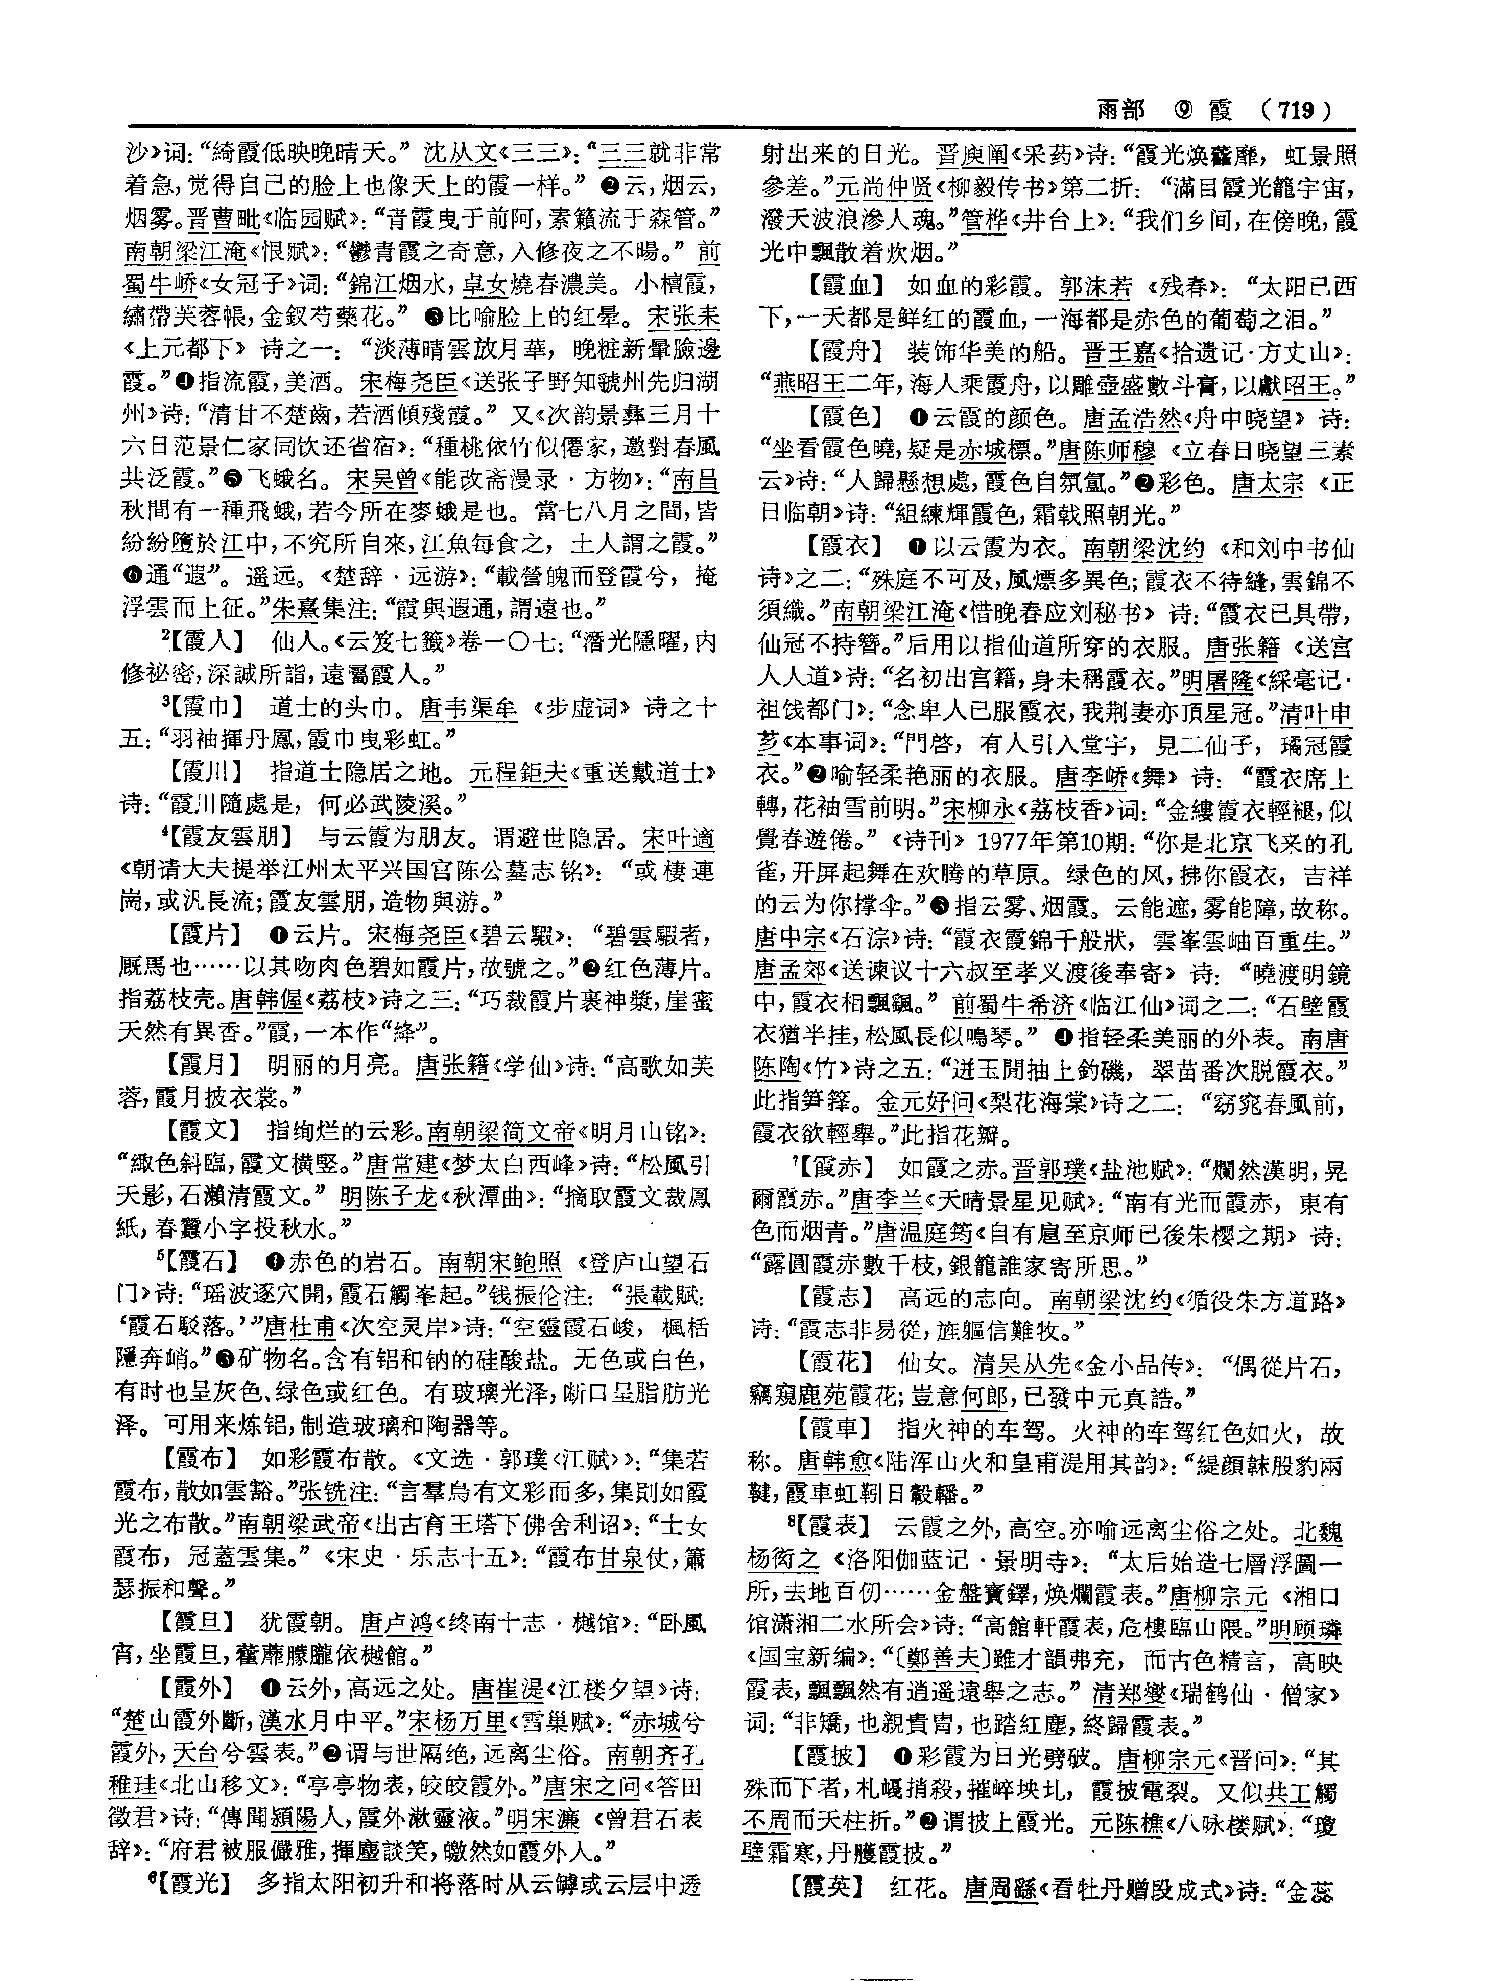 雨部 ⑨ 霞 （719）
沙》词：“綺霞低映晚晴天。” 沈从文《三三》：“三三就非常
着急，觉得自己的脸上也像天上的霞一样。” ❷云，烟云，
烟雾。晋曹毗《临园赋》：“青霞曳于前阿，素籟流于森管。”
南朝梁江淹《恨赋》：“鬱青霞之奇意，入修夜之不暘。” 前
蜀牛峤《女冠子》词：“錦江烟水，卓女燒春濃美。小檀霞，
繡帶芙蓉帳，金釵芍藥花。” ❸比喻脸上的红晕。宋张耒
《上元都下》诗之一：“淡薄晴雲放月華，晚粧新暈臉邊
霞。”❹指流霞，美酒。宋梅尧臣《送张子野知虢州先归湖
州》诗：“清甘不楚齒，若酒傾殘霞。” 又《次韵景彝三月十
六日范景仁家同饮还省宿》：“種桃依竹似僊家，邀對春風
共泛霞。”❺飞蛾名。宋吴曾《能改斋漫录·方物》：“南昌
秋間有一種飛蛾，若今所在麥蛾是也。當七八月之間，皆
紛紛墮於江中，不究所自來，江魚每食之，土人謂之霞。”
❻通“遐”。遥远。《楚辞·远游》：“載營魄而登霞兮，掩
浮雲而上征。”朱熹集注：“霞與遐通，謂遠也。”
²【霞人】 仙人。《云笈七籤》卷一〇七：“潛光隱曜，内
修祕密，深誠所詣，遠屬霞人。”
³【霞巾】 道士的头巾。唐韦渠牟《步虚词》诗之十
五：“羽袖揮丹鳳，霞巾曳彩虹。”
【霞川】 指道士隐居之地。元程鉅夫《重送戴道士》
诗：“霞川隨處是，何必武陵溪。”
⁴【霞友雲朋】 与云霞为朋友。谓避世隐居。宋叶適
《朝请大夫提举江州太平兴国宫陈公墓志铭》：“或棲連
崗，或汎長流；霞友雲朋，造物與游。”
【霞片】 ❶云片。宋梅尧臣《碧云騢》：“碧雲騢者，
厩馬也……以其吻肉色碧如霞片，故號之。”❷红色薄片。
指荔枝壳。唐韩偓《荔枝》诗之三：“巧裁霞片裹神漿，崖蜜
天然有異香。”霞，一本作“绛”。
【霞月】 明丽的月亮。唐张籍《学仙》诗：“高歌如芙
蓉，霞月披衣裳。”
【霞文】 指绚烂的云彩。南朝梁简文帝《明月山铭》：
“緅色斜臨，霞文横竪。”唐常建《梦太白西峰》诗：“松風引
天影，石瀨清霞文。” 明陈子龙《秋潭曲》：“摘取霞文裁鳳
紙，春蠶小字投秋水。”
⁵【霞石】 ❶赤色的岩石。南朝宋鲍照《登庐山望石
门》诗：“瑶波逐穴開，霞石觸峯起。”钱振伦注：“張載賦：
‘霞石駁落。’”唐杜甫《次空灵岸》诗：“空靈霞石峻，楓栝
隱奔峭。”❸矿物名。含有铝和钠的硅酸盐。无色或白色，
有时也呈灰色、绿色或红色。有玻璃光泽，断口呈脂肪光
泽。可用来炼铝，制造玻璃和陶器等。
【霞布】 如彩霞布散。《文选·郭璞〈江赋〉》：“集若
霞布，散如雲豁。”张铣注：“言羣鳥有文彩而多，集則如霞
光之布散。”南朝梁武帝《出古育王塔下佛舍利诏》：“士女
霞布，冠蓋雲集。”《宋史·乐志十五》：“霞布甘泉仗，簫
瑟振和聲。”
【霞旦】 犹霞朝。唐卢鸿《终南十志·樾馆》：“卧風
宵，坐霞旦，蘿蘼朦朧依樾館。”
【霞外】 ❶云外，高远之处。唐崔湜《江楼夕望》诗：
“楚山霞外斷，漢水月中平。”宋杨万里《雪巢赋》：“赤城兮
霞外，天台兮雲表。”❷谓与世隔绝，远离尘俗。南朝齐孔
稚珪《北山移文》：“亭亭物表，皎皎霞外。”唐宋之问《答田
徵君》诗：“傳聞潁陽人，霞外漱靈液。”明宋濂《曾君石表
辞》：“府君被服儼雅，揮麈談笑，皦然如霞外人。”
⁶【霞光】 多指太阳初升和将落时从云罅或云层中透
射出来的日光。晋庾阐《采药》诗：“霞光焕藿靡，虹景照
參差。”元尚仲贤《柳毅传书》第二折：“滿目霞光籠宇宙，
潑天波浪滲人魂。”管桦《井台上》：“我们乡间，在傍晚，霞
光中飘散着炊烟。”
【霞血】 如血的彩霞。郭沫若《残春》：“太阳已西
下，一天都是鲜红的霞血，一海都是赤色的葡萄之泪。”
【霞舟】 装饰华美的船。晋王嘉《拾遗记·方丈山》：
“燕昭王二年，海人乘霞舟，以雕壺盛數斗膏，以獻昭王。”
【霞色】 ❶云霞的颜色。唐孟浩然《舟中晓望》诗：
“坐看霞色曉，疑是赤城標。”唐陈师穆《立春日晓望三素
云》诗：“人歸懸想處，霞色自氛氲。”❷彩色。唐太宗《正
日临朝》诗：“組練輝霞色，霜戟照朝光。”
【霞衣】 ❶以云霞为衣。南朝梁沈约《和刘中书仙
诗》之二：“殊庭不可及，風熛多異色；霞衣不待縫，雲錦不
須織。”南朝梁江淹《惜晚春应刘秘书》诗：“霞衣已具帶，
仙冠不持簪。”后用以指仙道所穿的衣服。唐张籍《送宫
人入道》诗：“名初出宫籍，身未稱霞衣。”明屠隆《綵毫记·
祖饯都门》：“念卑人已服霞衣，我荆妻亦頂星冠。”清叶申
芗《本事词》：“門啓，有人引入堂宇，見二仙子，瑀冠霞
衣。”❷喻轻柔艳丽的衣服。唐李峤《舞》诗：“霞衣席上
轉，花袖雪前明。”宋柳永《荔枝香》词：“金縷霞衣輕褪，似
覺春遊倦。”《诗刊》1977年第10期：“你是北京飞来的孔
雀，开屏起舞在欢腾的草原。绿色的风，拂你霞衣，吉祥
的云为你撑伞。”❸指云雾、烟霞。云能遮，雾能障，故称。
唐中宗《石淙》诗：“霞衣霞錦千般狀，雲峯雲岫百重生。”
唐孟郊《送谏议十六叔至孝义渡後奉寄》诗：“曉渡明鏡
中，霞衣相飄飖。” 前蜀牛希济《临江仙》词之二：“石壁霞
衣猶半挂，松風長似鳴琴。” ❹指轻柔美丽的外表。南唐
陈陶《竹》诗之五：“迸玉閒抽上釣磯，翠苗番次脱霞衣。”
此指笋箨。金元好问《梨花海棠》诗之二：“窈窕春風前，
霞衣欲輕舉。”此指花瓣。
⁷【霞赤】 如霞之赤。晋郭璞《盐池赋》：“爛然漢明，晃
爾霞赤。”唐李兰《天晴景星见赋》：“南有光而霞赤，東有
色而烟青。”唐温庭筠《自有扈至京师已後朱樱之期》诗：
“露圓霞赤數千枝，銀籠誰家寄所思。”
【霞志】 高远的志向。南朝梁沈约《循役朱方道路》
诗：“霞志非易從，旌軀信難牧。”
【霞花】 仙女。清吴从先《金小品传》：“偶從片石，
竊窺鹿苑霞花；豈意何郎，已發中元真誥。”
【霞車】 指火神的车驾。火神的车驾红色如火，故
称。唐韩愈《陆浑山火和皇甫湜用其韵》：“緹顔韎股豹兩
鞬，霞車虹靷日轂轓。”
⁸【霞表】 云霞之外，高空。亦喻远离尘俗之处。北魏
杨衒之《洛阳伽蓝记·景明寺》：“太后始造七層浮圖一
所，去地百仞……金盤寶鐸，焕爛霞表。”唐柳宗元《湘口
馆潇湘二水所会》诗：“高館軒霞表，危樓臨山隈。”明顾璘
《国宝新编》：“〔鄭善夫〕雖才韻弗充，而古色精言，高映
霞表，飄飄然有逍遥遠舉之志。” 清郑燮《瑞鹤仙·僧家》
词：“非矯，也親貴胄，也踏紅塵，終歸霞表。”
【霞披】 ❶彩霞为日光劈破。唐柳宗元《晋问》：“其
殊而下者，札嶬捎殺，摧崪坱圠，霞披電裂。又似共工觸
不周而天柱折。”❷谓披上霞光。元陈樵《八咏楼赋》：“瓊
壁霜寒，丹雘霞披。”
【霞英】 红花。唐周繇《看牡丹赠段成式》诗：“金蕊